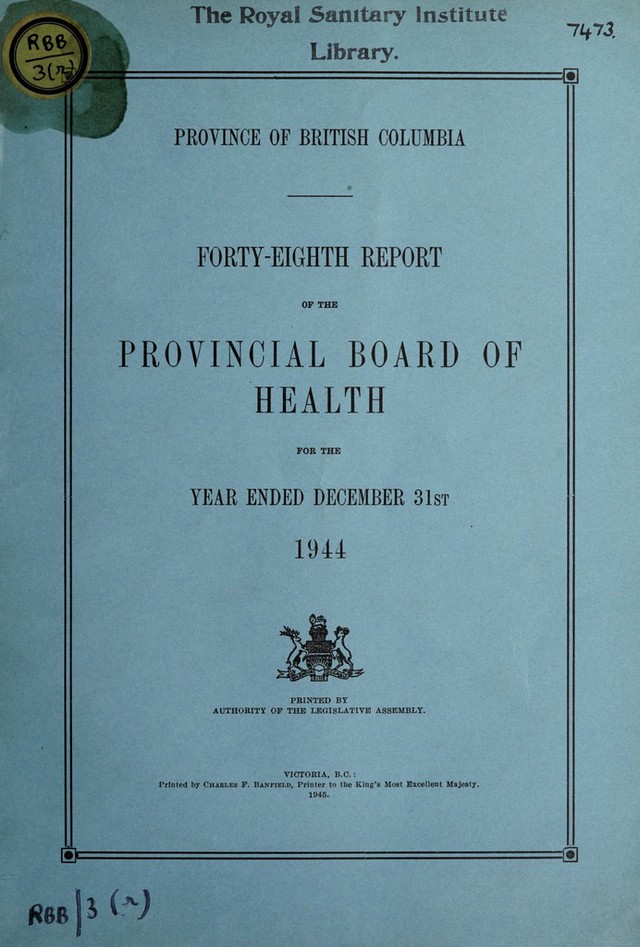 The Royal Sanitary Institute
Library.
7473.
RBB
3(r)
PROVINCE OF BRITISH COLUMBIA
FORTY-EIGHTH REPORT
OF THE
PROVINCIAL BOARD OF
HEALTH
FOR THE
YEAR ENDED DECEMBER 31ST
1944
PRINTED BY
AUTHORITY OF THE LEGISLATIVE ASSEMBLY.
VICTORIA, B.C.:
Printed by CHARLES F. BANFIELD, Printer to the King's Most Excellent Majesty.
1945.
RBB/3 (r)